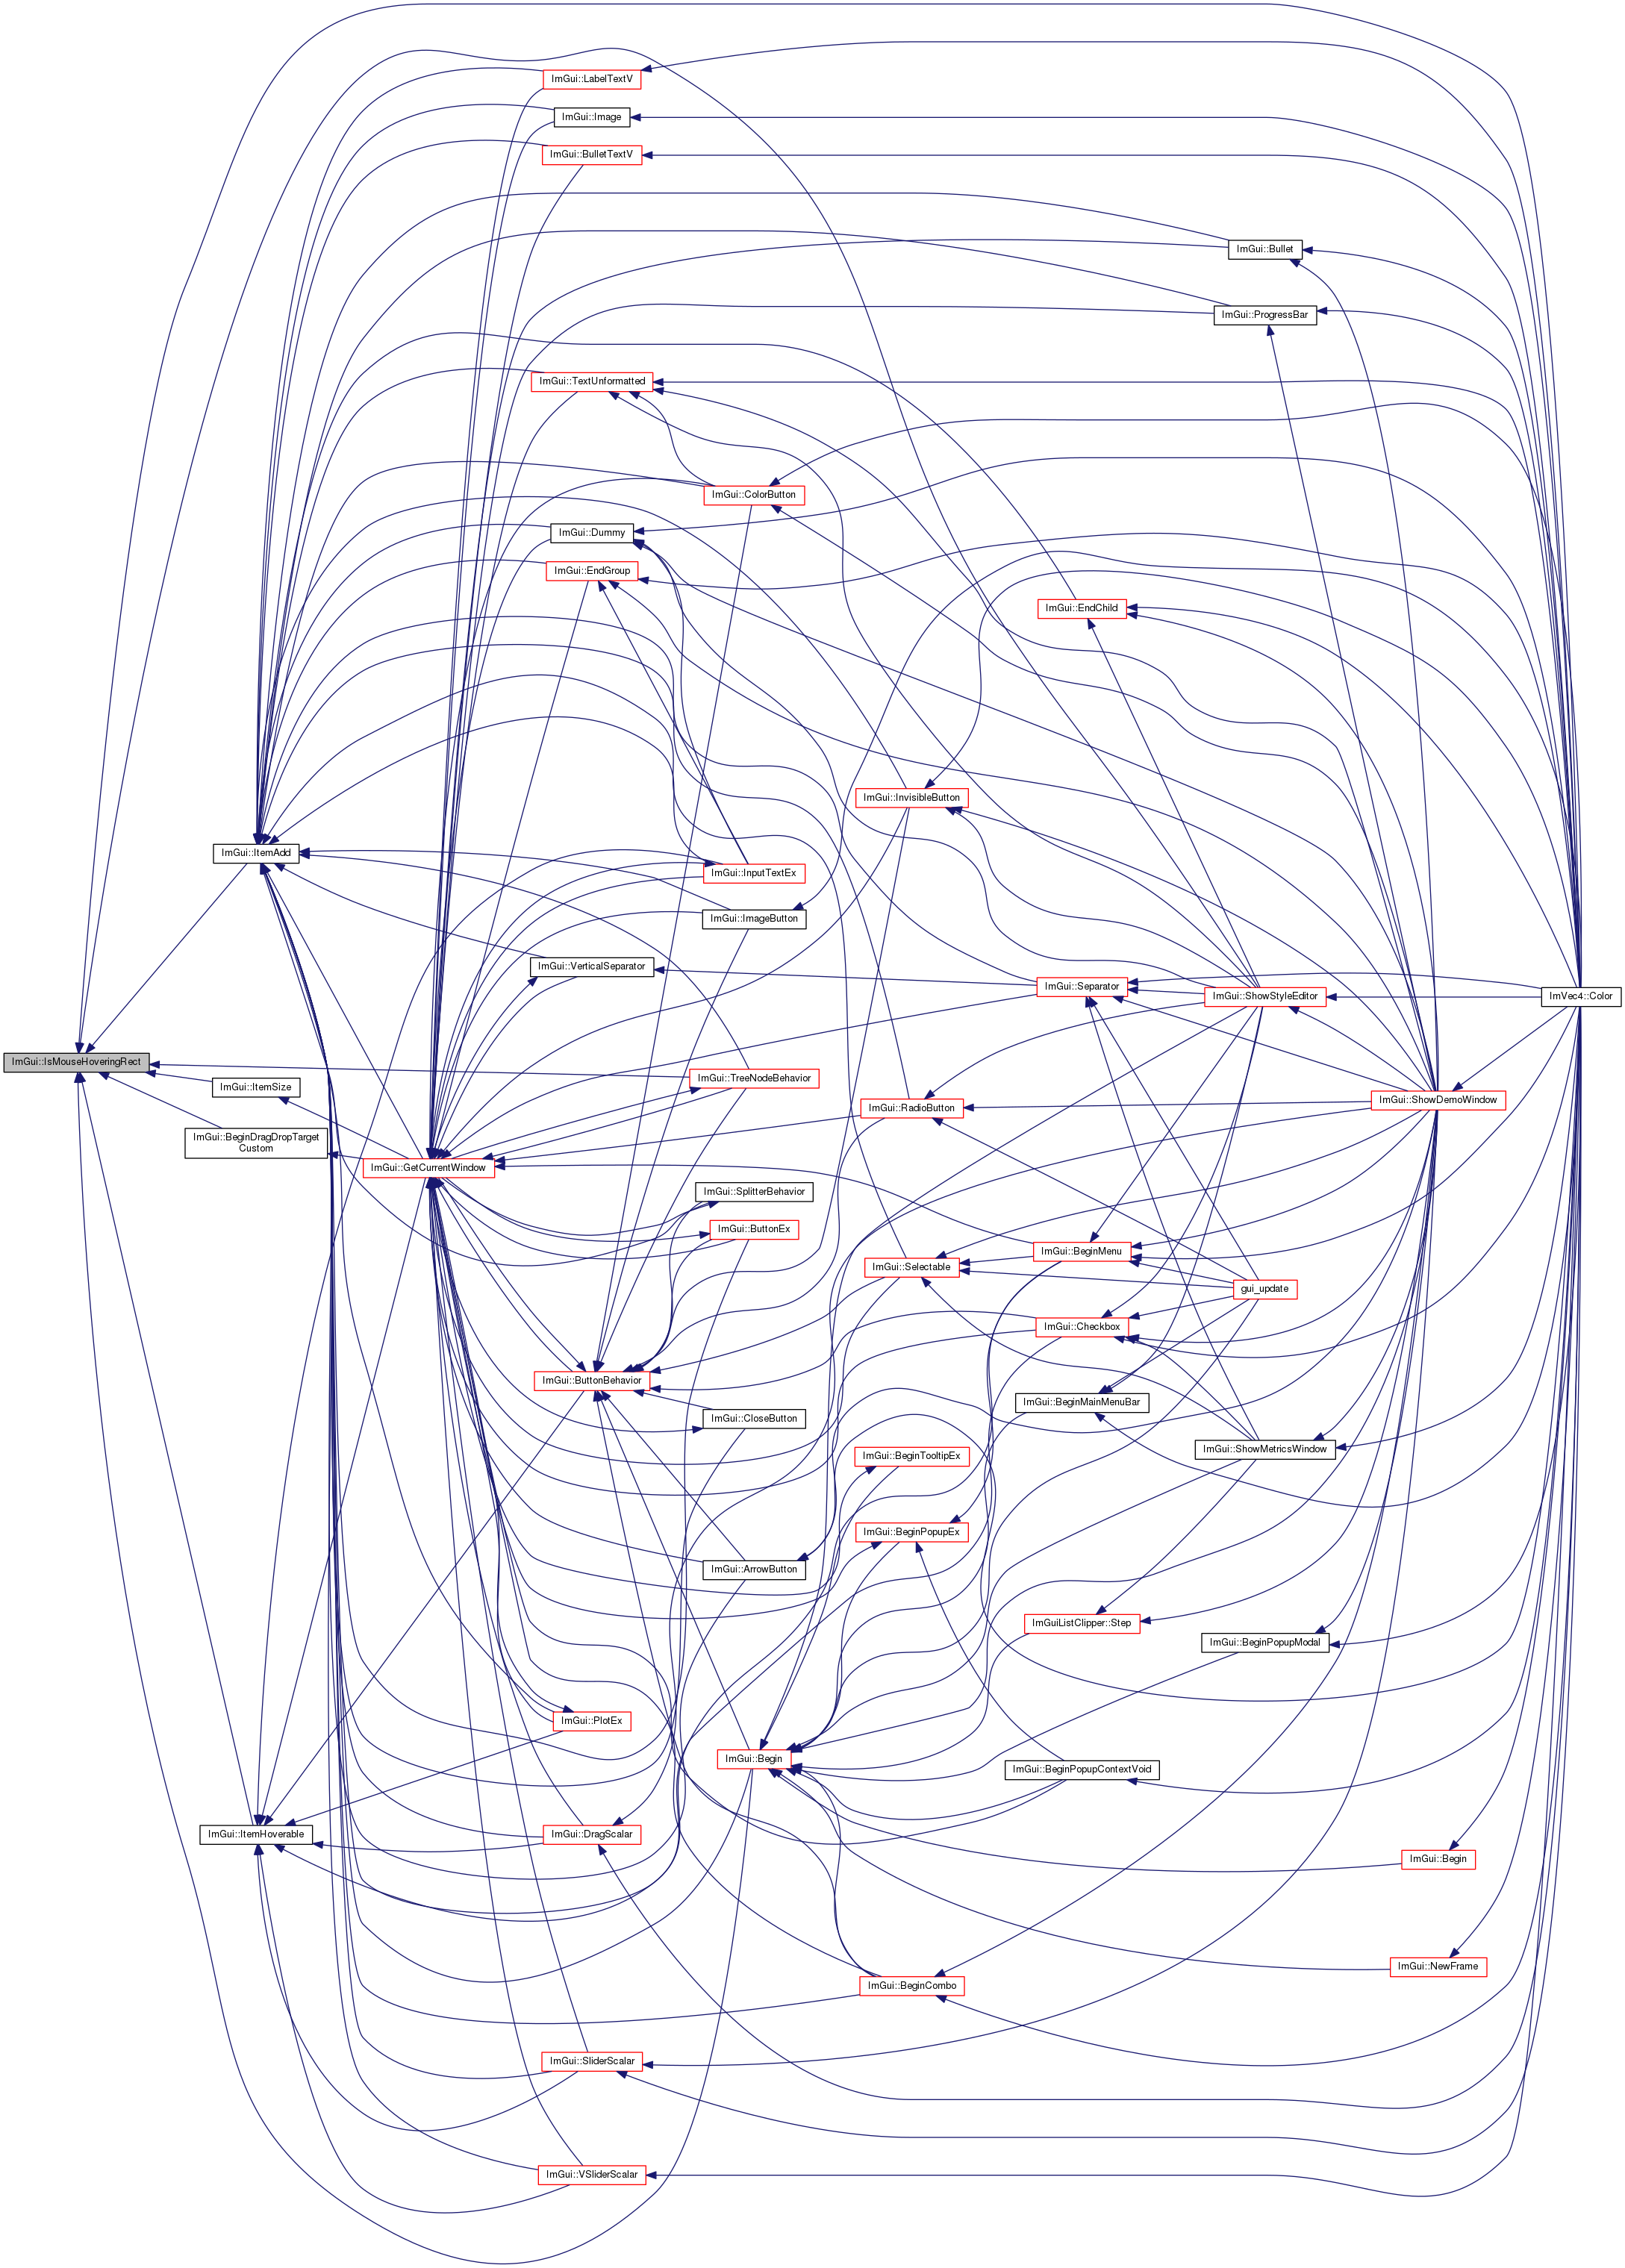 ImGui::LabelTextV
ImGui::Image
ImGui::BulletTextV
ImGui::Bullet
ImGui::ProgressBar
ImGui::TextUnformatted
ImGui::ColorButton
ImGui::Dummy
ImGui::EndGroup
ImGui::EndChild
ImGui::InvisibleButton
ImGui::ItemAdd
ImGui::InputTextEx
ImGui::ImageButton
ImGui::VerticalSeparator
ImGui::Separator
ImGui::ShowStyleEditor
ImVec4::Color
ImGui::IsMouseHoveringRect
ImGui::TreeNodeBehavior
ImGui::ItemSize
ImGui::RadioButton
ImGui::ShowDemoWindow
ImGui::BeginDragDropTarget
Custom
ImGui::GetCurrentWindow
ImGui::SplitterBehavior
ImGui::ButtonEx
ImGui::BeginMenu
ImGui::Selectable
gui_update
ImGui::Checkbox
ImGui::ButtonBehavior
ImGui::BeginMainMenuBar
ImGui::CloseButton
ImGui::ShowMetricsWindow
ImGui::BeginTooltipEx
ImGui::BeginPopupEx
ImGui::ArrowButton
ImGuiListClipper::Step
ImGui::BeginPopupModal
ImGui::PlotEx
ImGui::Begin
ImGui::BeginPopupContextVoid
ImGui::ItemHoverable
ImGui::DragScalar
ImGui::Begin
ImGui::NewFrame
ImGui::BeginCombo
ImGui::SliderScalar
ImGui::VSliderScalar